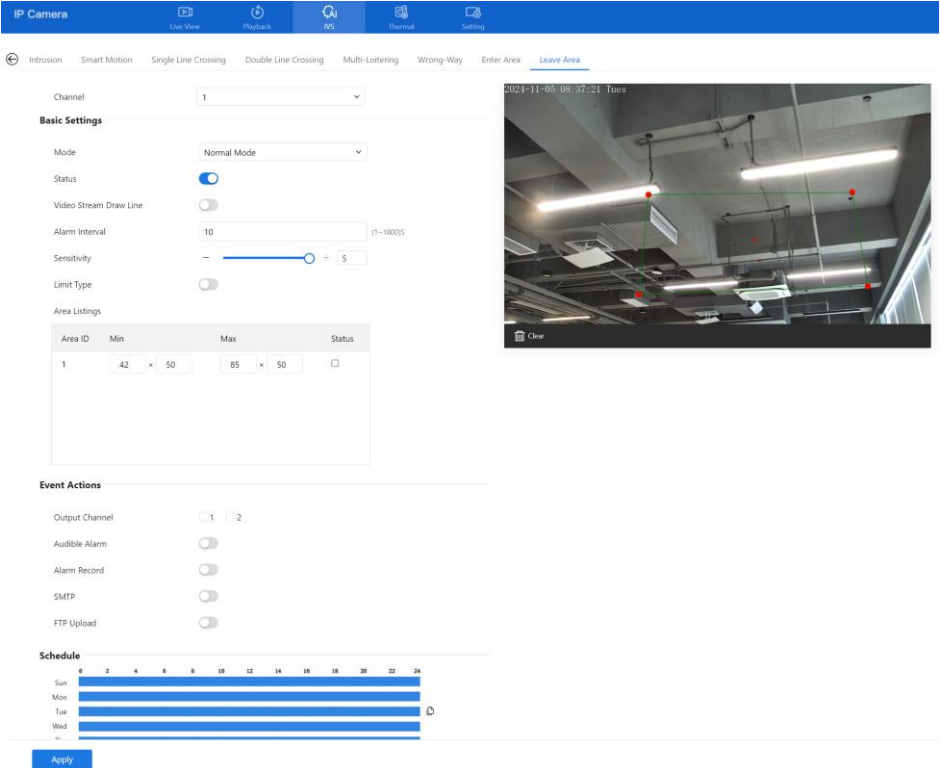 IP Camera
Live View Playback AI IVS Thermal Setting
Intrusion Smart Motion Single Line Crossing Double Line Crossing Multi-Loitering Wrong-Way Enter Area Leave Area
Channel 1
2024-11-05 08:37:21 Tues
Basic Settings
Mode Normal Mode
Status
Video Stream Draw Line
Alarm Interval 10 (1~1800)S
Sensitivity − + 5
Limit Type
Area Listings
Clear
Area ID Min Max Status
1 42 × 50 85 × 50
Event Actions
Output Channel 1 2
Audible Alarm
Alarm Record
SMTP
FTP Upload
Schedule
0 2 4 6 8 10 12 14 16 18 20 22 24
Sun
Mon
Tue
Wed
Apply